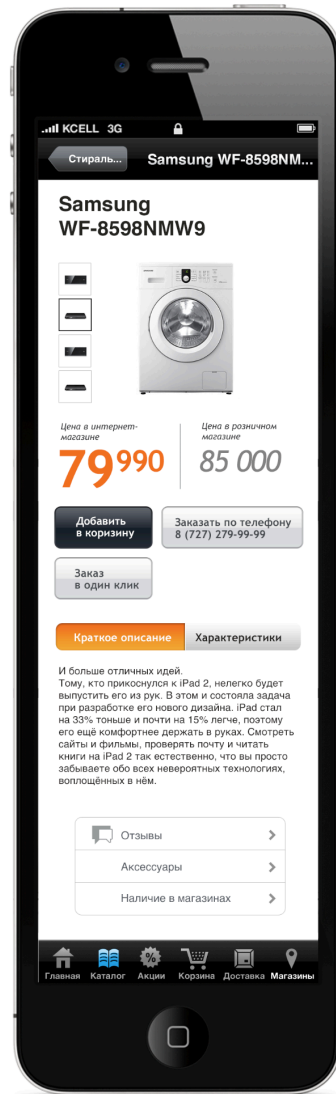 KCELL 3G
Стираль...
Samsung WF-8598NM...
Samsung
WF-8598NMW9
Цена в интернет-
магазине
Цена в розничном
магазине
79 990
85 000
Добавить
в коризину
Заказать по телефону
8 (727) 279-99-99
Заказ
в один клик
Краткое описание
Характеристики
И больше отличных идей.
Тому, кто прикоснулся к iPad 2, нелегко будет
выпустить его из рук. В этом и состояла задача
при разработке его нового дизайна. iPad стал
на 33% тоньше и почти на 15% легче, поэтому
его ещё комфортнее держать в руках. Смотреть
сайты и фильмы, проверять почту и читать
книги на iPad 2 так естественно, что вы просто
забываете обо всех невероятных технологиях,
воплощённых в нём.
Отзывы
Аксессуары
Наличие в магазинах
%
Главная Каталог Акции Корзина Доставка Магазины